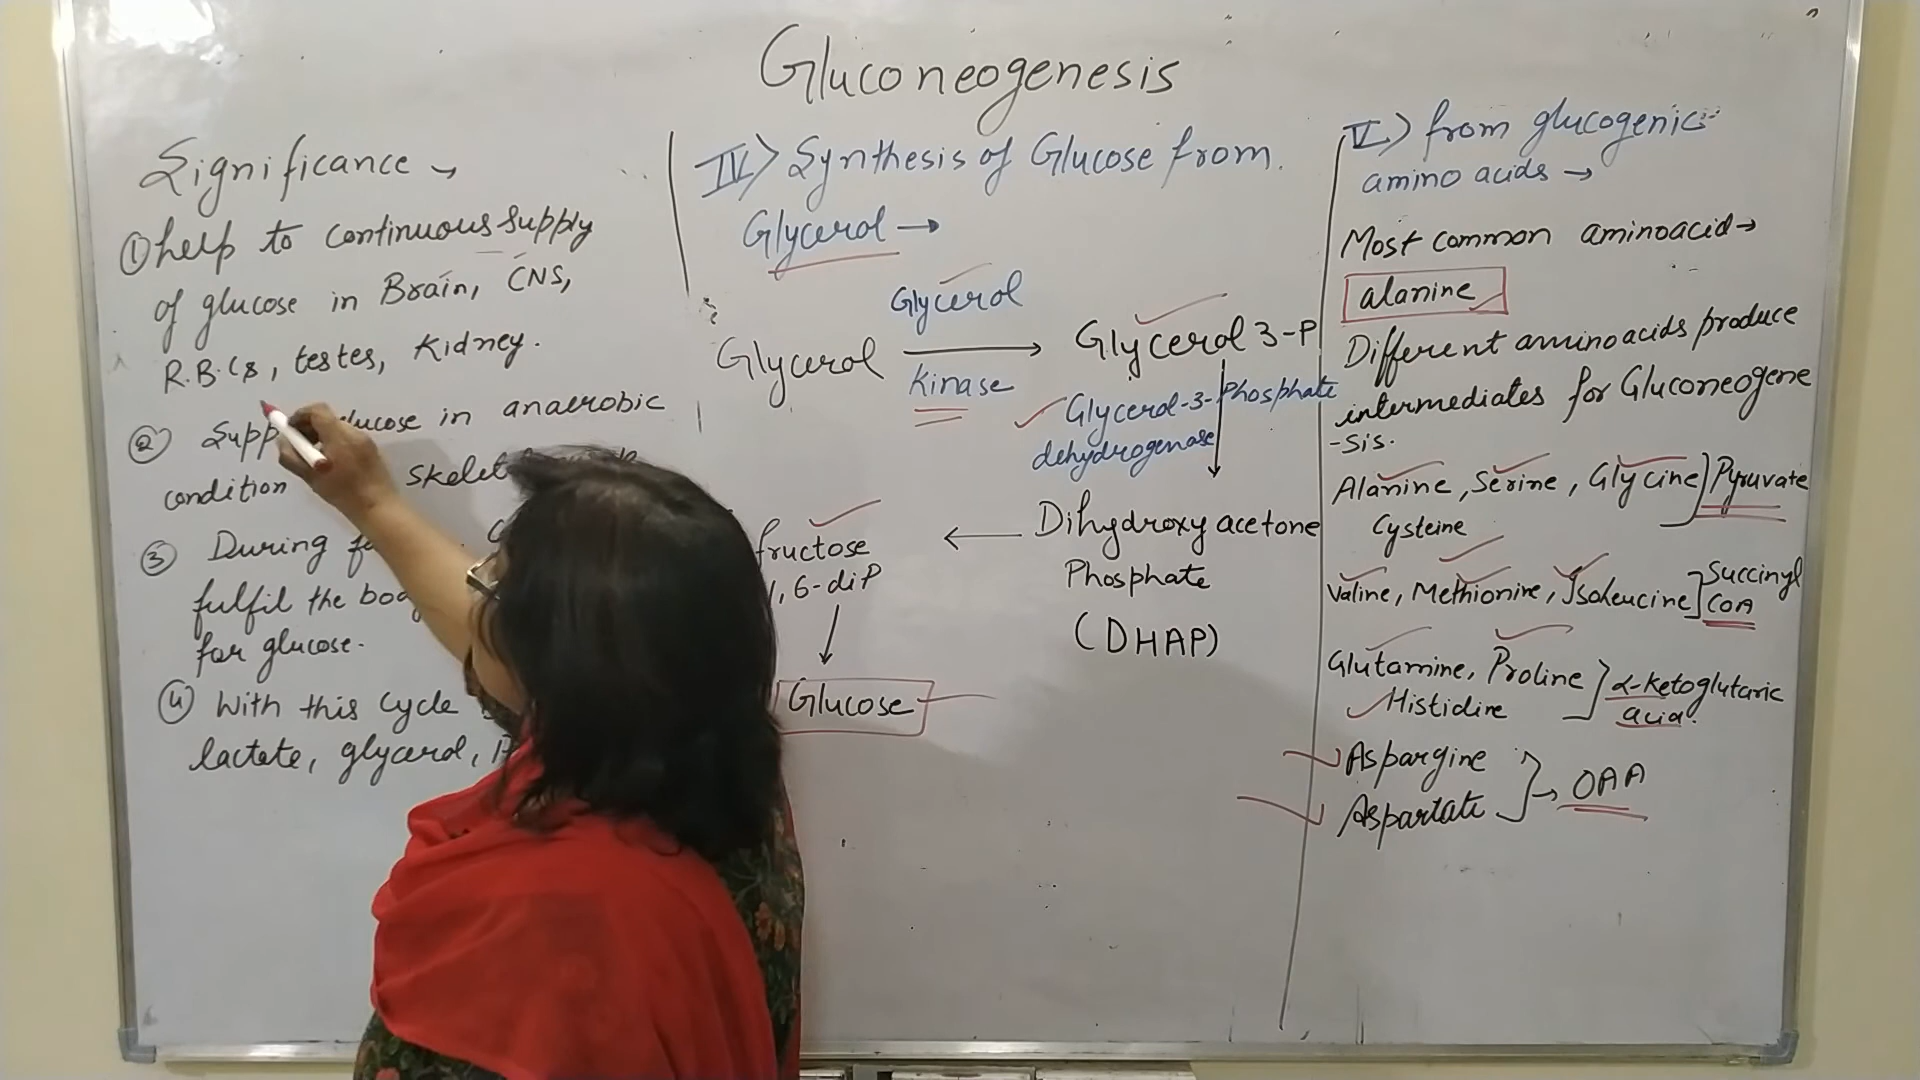 Gluconeogenesis
Significance
① help to continuous supply
of glucose in Brain, CNS,
R.B.Cs, testes, Kidney.
② lucose in anaerobic
condition
③ During
fulfil the
for glucose.
④ With this cycle
lactate, glycerol,
IV) Synthesis of Glucose from
Glycerol →
Glycerol
Glycerol → Glycerol 3-P
Kinase
Glycerol-3-Phosphate
dehydrogenase
fructose ← Dihydroxy acetone
1, 6-diP Phosphate
(DHAP)
Glucose
V) from glucogenic
amino acids →
Most common aminoacid →
alanine
Different aminoacids produce
intermediates for Gluconeogene
-sis.
Alanine, Serine, Glycine] Pyruvate
Cysteine
Valine, Methionine, Isoleucine] Succinyl
COA
Glutamine, Proline } α-Ketoglutaric
Histidine acid.
Aspargine
} → OAA
Aspartate